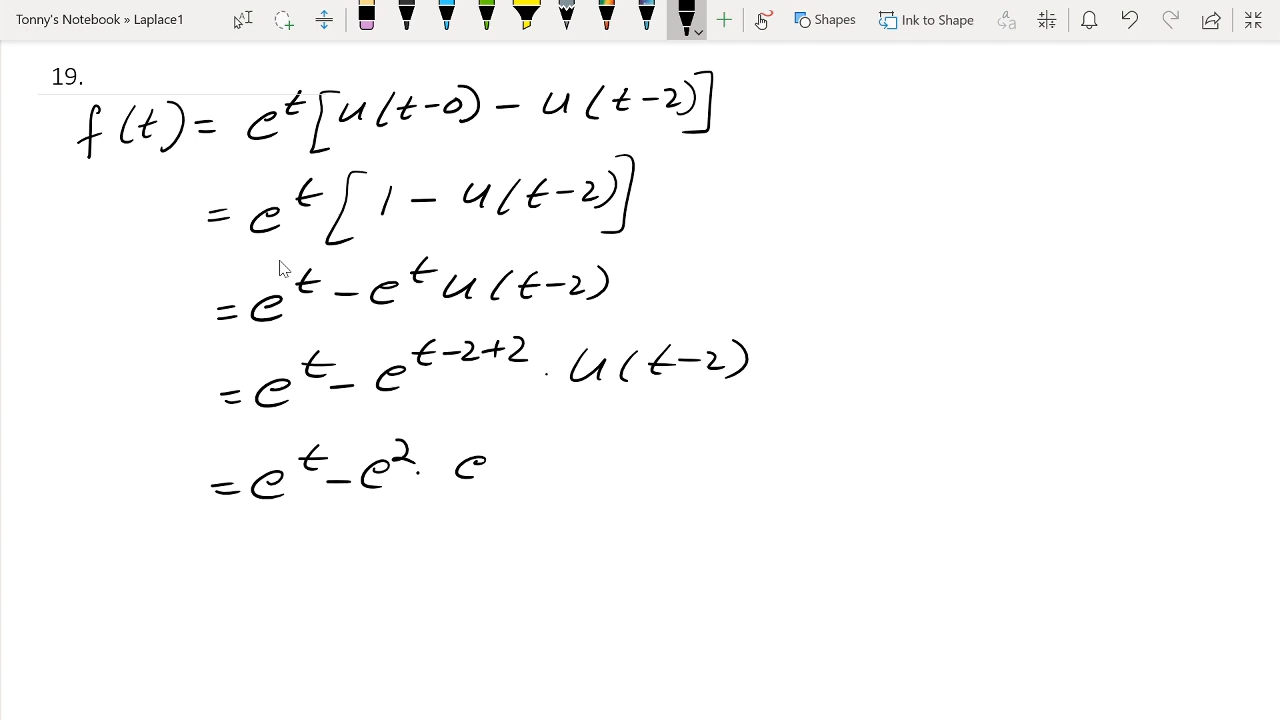 Tonny's Notebook » Laplace1 Shapes Ink to Shape
19.
f(t) = e^t [u(t-0) - u(t-2)]
= e^t [1 - u(t-2)]
= e^t - e^t u(t-2)
= e^t - e^{t-2+2} . u(t-2)
= e^t - e^2 . e